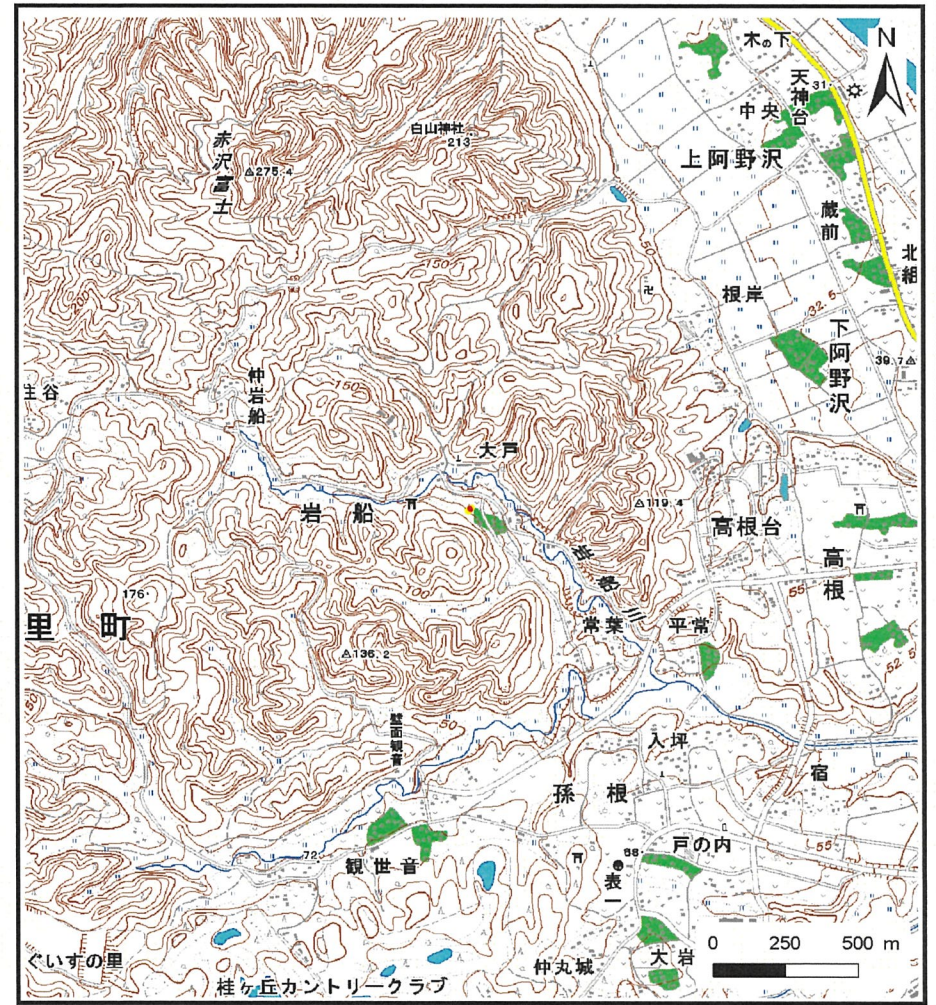 木の下
N
天神台
31
中央
赤沢富士
白山神社
213
△275.4
上阿野沢
蔵前
50
北組
150
根岸
32.5
200
下阿野沢
39.7△
仲岩船
150
圭谷
大戸
岩船
△119.4
高根台
高根
岩船川
100
55
176
里町
常葉
平常
△136.2
52.5
壁面観音
50
入坪
宿
孫根
戸の内
55
68
72
観世音
表一
0 250 500 m
大岩
仲丸城
ぐいすの里
桂ヶ丘カントリークラブ